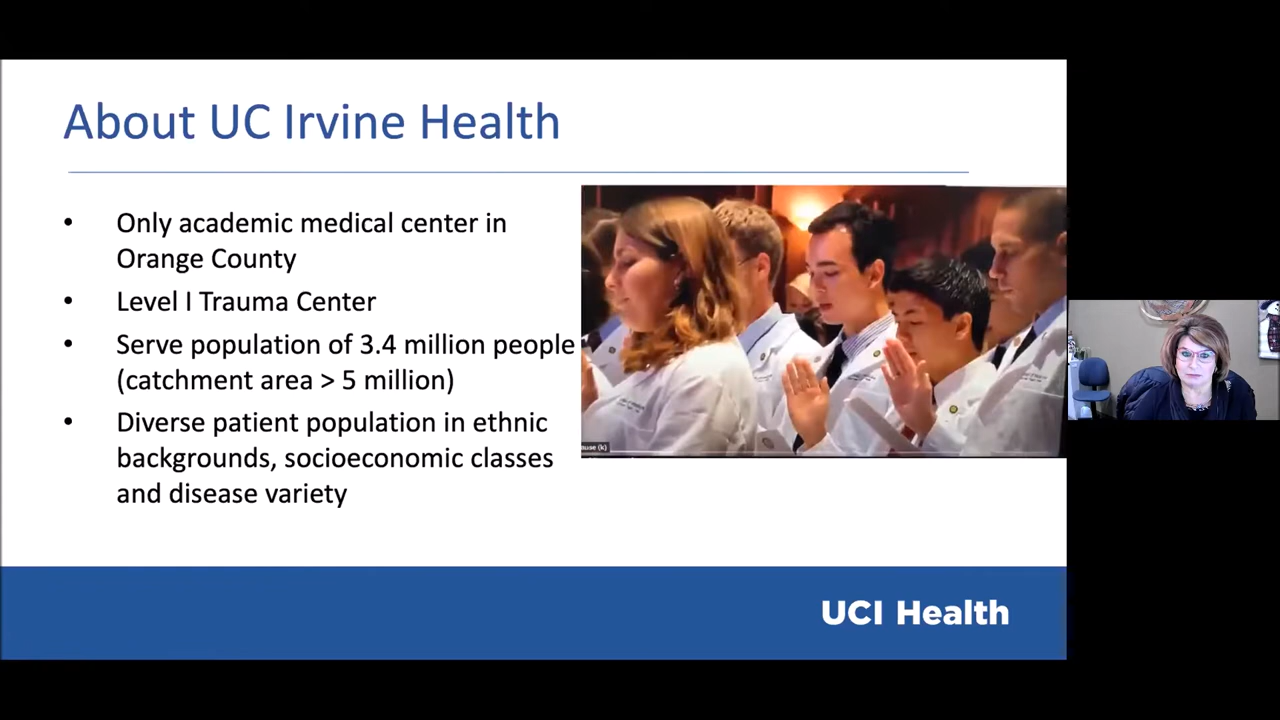 About UC Irvine Health
• Only academic medical center in
Orange County
• Level I Trauma Center
• Serve population of 3.4 million people
(catchment area > 5 million)
• Diverse patient population in ethnic
backgrounds, socioeconomic classes
and disease variety
UCI Health